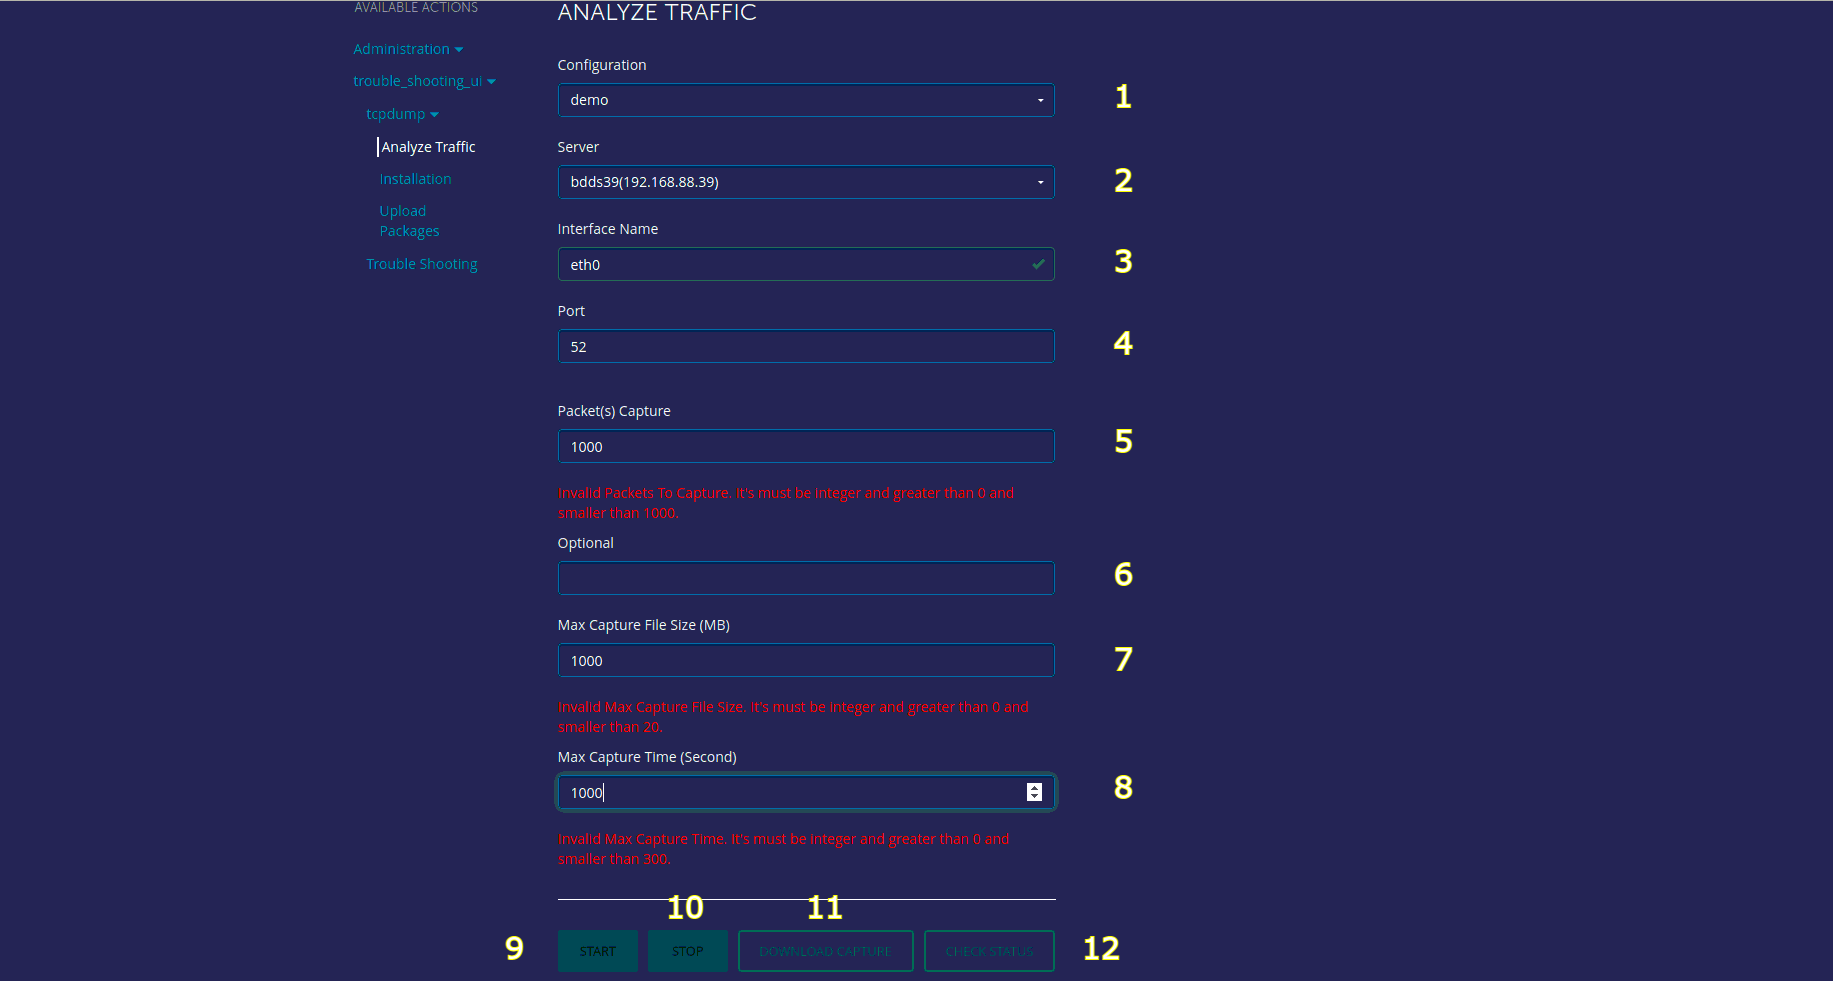 AVAILABLE ACTIONS
Administration
trouble_shooting_ui
tcpdump
Analyze Traffic
Installation
Upload
Packages
Trouble Shooting
ANALYZE TRAFFIC
Configuration
demo
1
Server
bdds39(192.168.88.39)
2
Interface Name
eth0
3
Port
52
4
Packet(s) Capture
1000
5
Invalid Packets To Capture. It's must be integer and greater than 0 and
smaller than 1000.
Optional
6
Max Capture File Size (MB)
1000
7
Invalid Max Capture File Size. It's must be integer and greater than 0 and
smaller than 20.
Max Capture Time (Second)
1000
8
Invalid Max Capture Time. It's must be integer and greater than 0 and
smaller than 300.
10
11
9
START
STOP
DOWNLOAD CAPTURE
CHECK STATUS
12